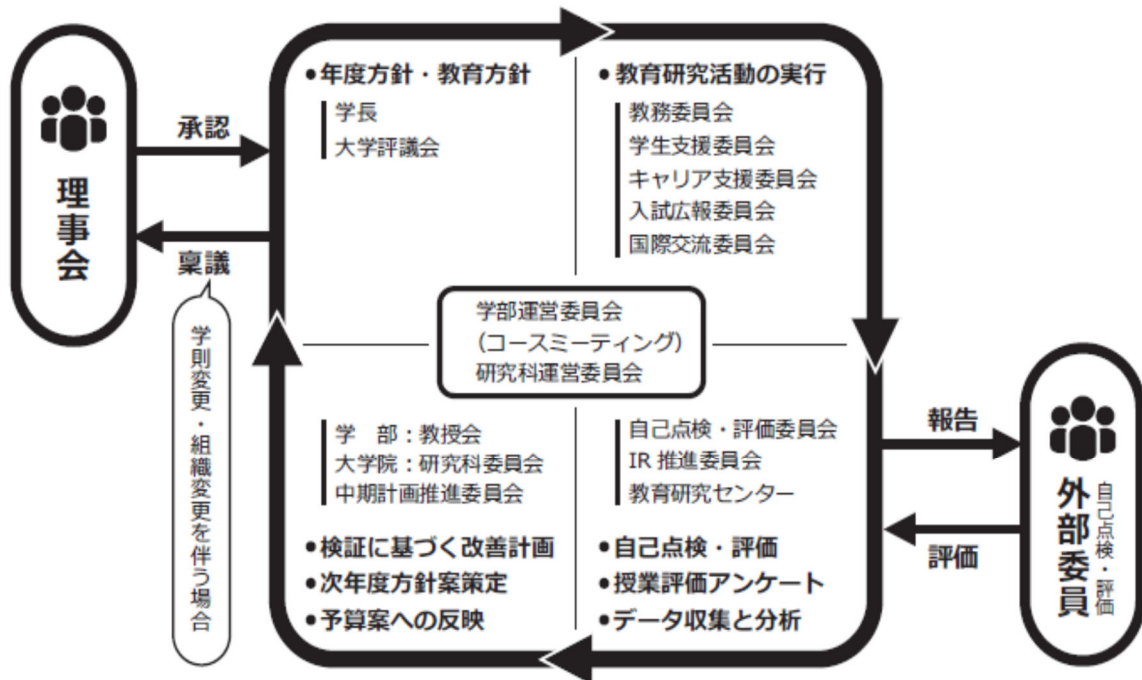 理事会
承認
稟議
学則変更・組織変更を伴う場合
●年度方針・教育方針
学長
大学評議会
●教育研究活動の実行
教務委員会
学生支援委員会
キャリア支援委員会
入試広報委員会
国際交流委員会
学部運営委員会
(コースミーティング)
研究科運営委員会
学　部：教授会
大学院：研究科委員会
中期計画推進委員会
●検証に基づく改善計画
●次年度方針案策定
●予算案への反映
自己点検・評価委員会
IR 推進委員会
教育研究センター
●自己点検・評価
●授業評価アンケート
●データ収集と分析
報告
評価
自己点検・評価
外部委員